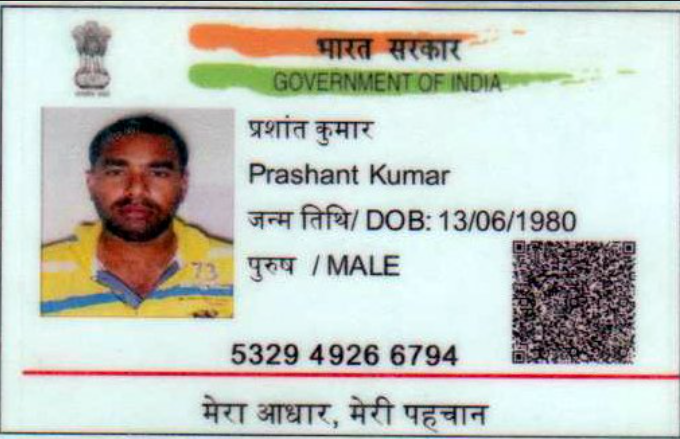 भारत सरकार
GOVERNMENT OF INDIA
प्रशांत कुमार
Prashant Kumar
जन्म तिथि/ DOB: 13/06/1980
पुरुष / MALE
73
5329 4926 6794
मेरा आधार, मेरी पहचान